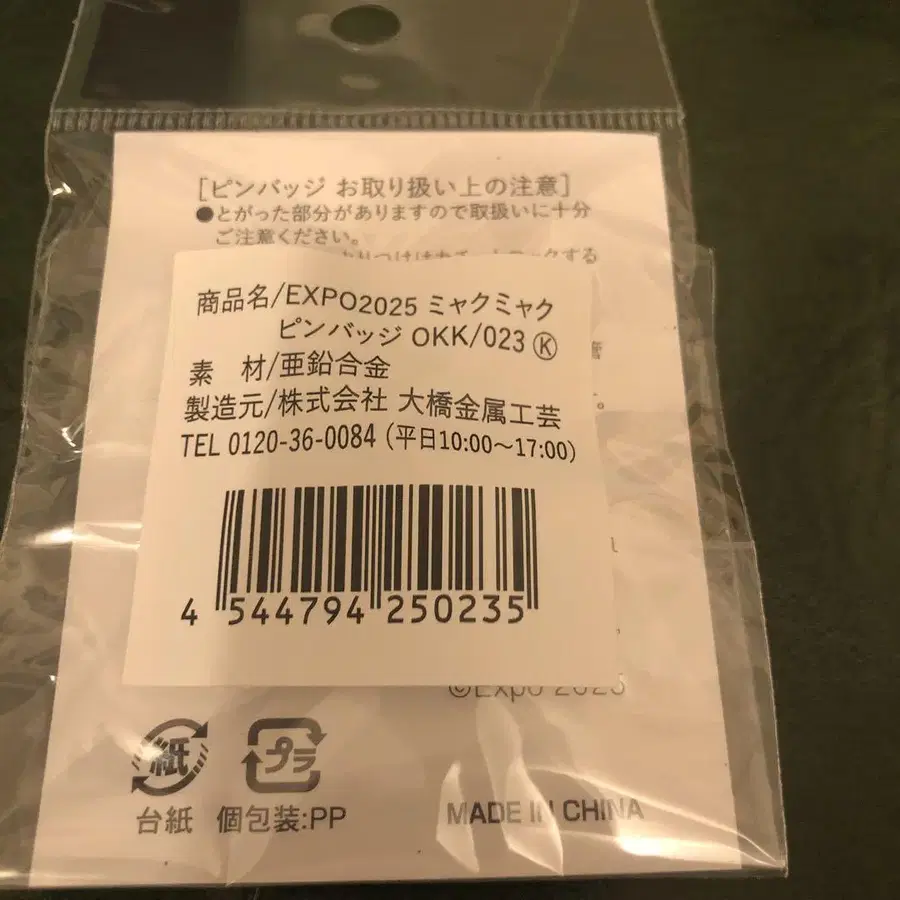 [ピンバッジ お取り扱い上の注意]
●とがった部分がありますので取扱いに十分
ご注意ください。
商品名/EXPO2025 ミャクミャク
ピンバッジ OKK/023 Ⓚ
素 材/亜鉛合金
製造元/株式会社 大橋金属工芸
TEL 0120-36-0084 (平日10:00~17:00)
4 544794 250235
©Expo 2025
紙 プラ
台紙 個包装:PP
MADE IN CHINA